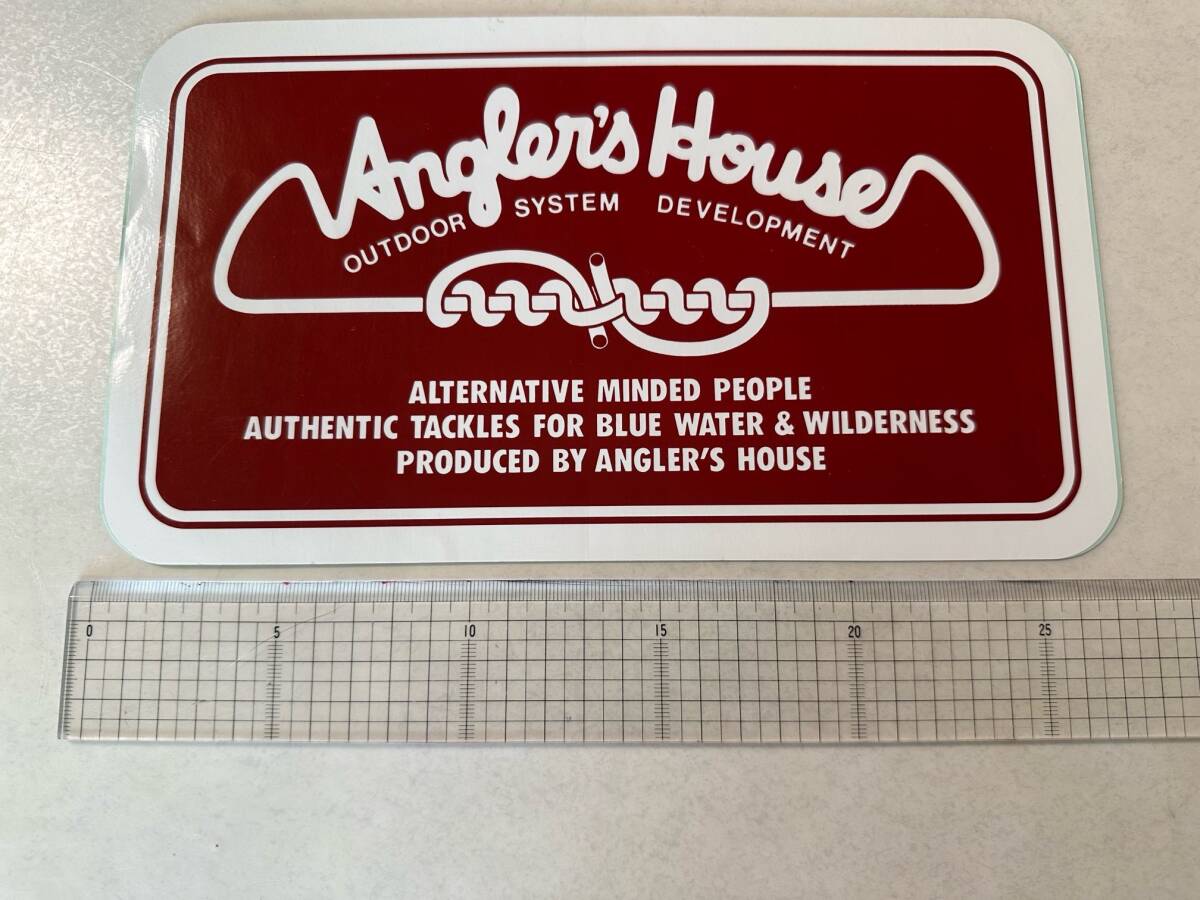 Angler's House
OUTDOOR SYSTEM DEVELOPMENT
ALTERNATIVE MINDED PEOPLE
AUTHENTIC TACKLES FOR BLUE WATER & WILDERNESS
PRODUCED BY ANGLER'S HOUSE
0 5 10 15 20 25